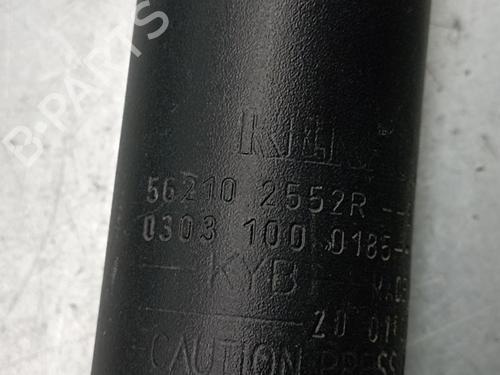 B-PARTS
56210 2552R
0303 100 0185
KYB
CAUTION-PRESS